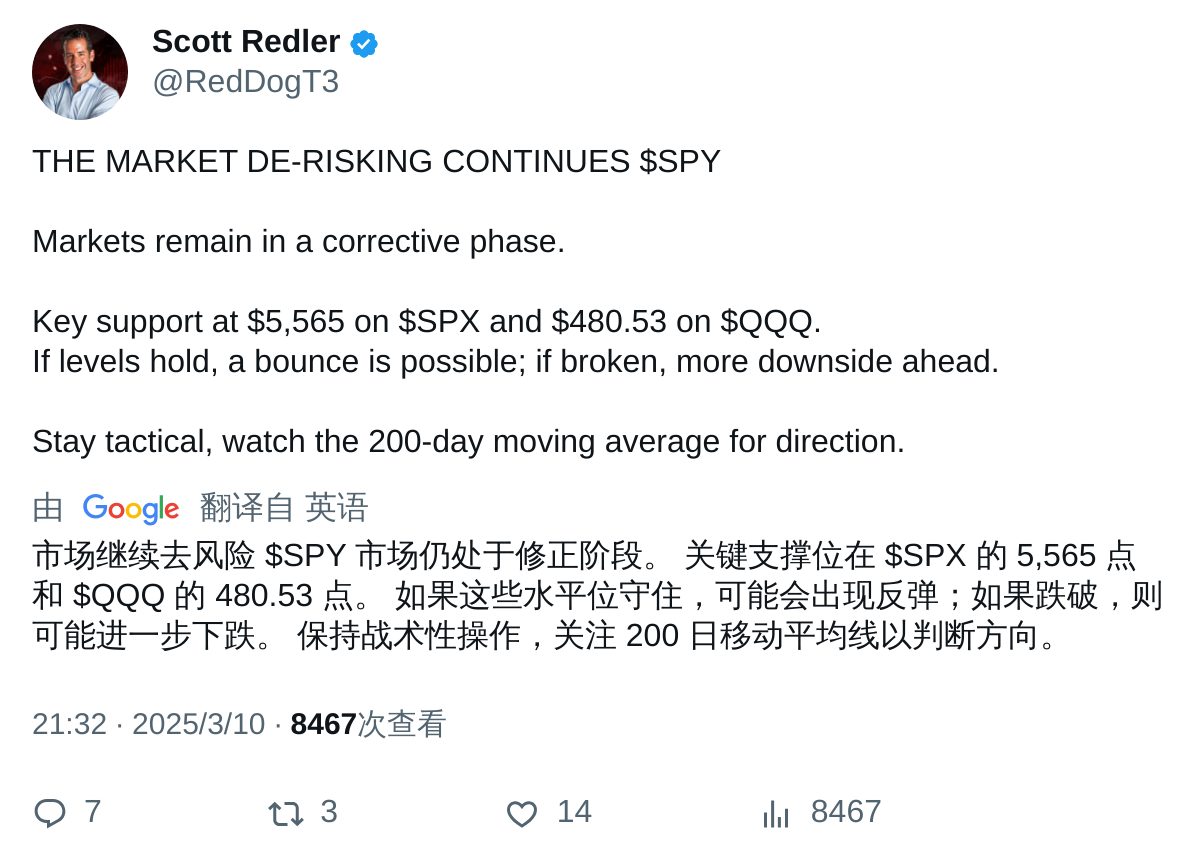 Scott Redler
@RedDogT3
THE MARKET DE-RISKING CONTINUES $SPY
Markets remain in a corrective phase.
Key support at $5,565 on $SPX and $480.53 on $QQQ.
If levels hold, a bounce is possible; if broken, more downside ahead.
Stay tactical, watch the 200-day moving average for direction.
由 Google 翻译自 英语
市场继续去风险 $SPY 市场仍处于修正阶段。 关键支撑位在 $SPX 的 5,565 点
和 $QQQ 的 480.53 点。 如果这些水平位守住，可能会出现反弹；如果跌破，则
可能进一步下跌。 保持战术性操作，关注 200 日移动平均线以判断方向。
21:32 · 2025/3/10 · 8467次查看
7 3 14 8467